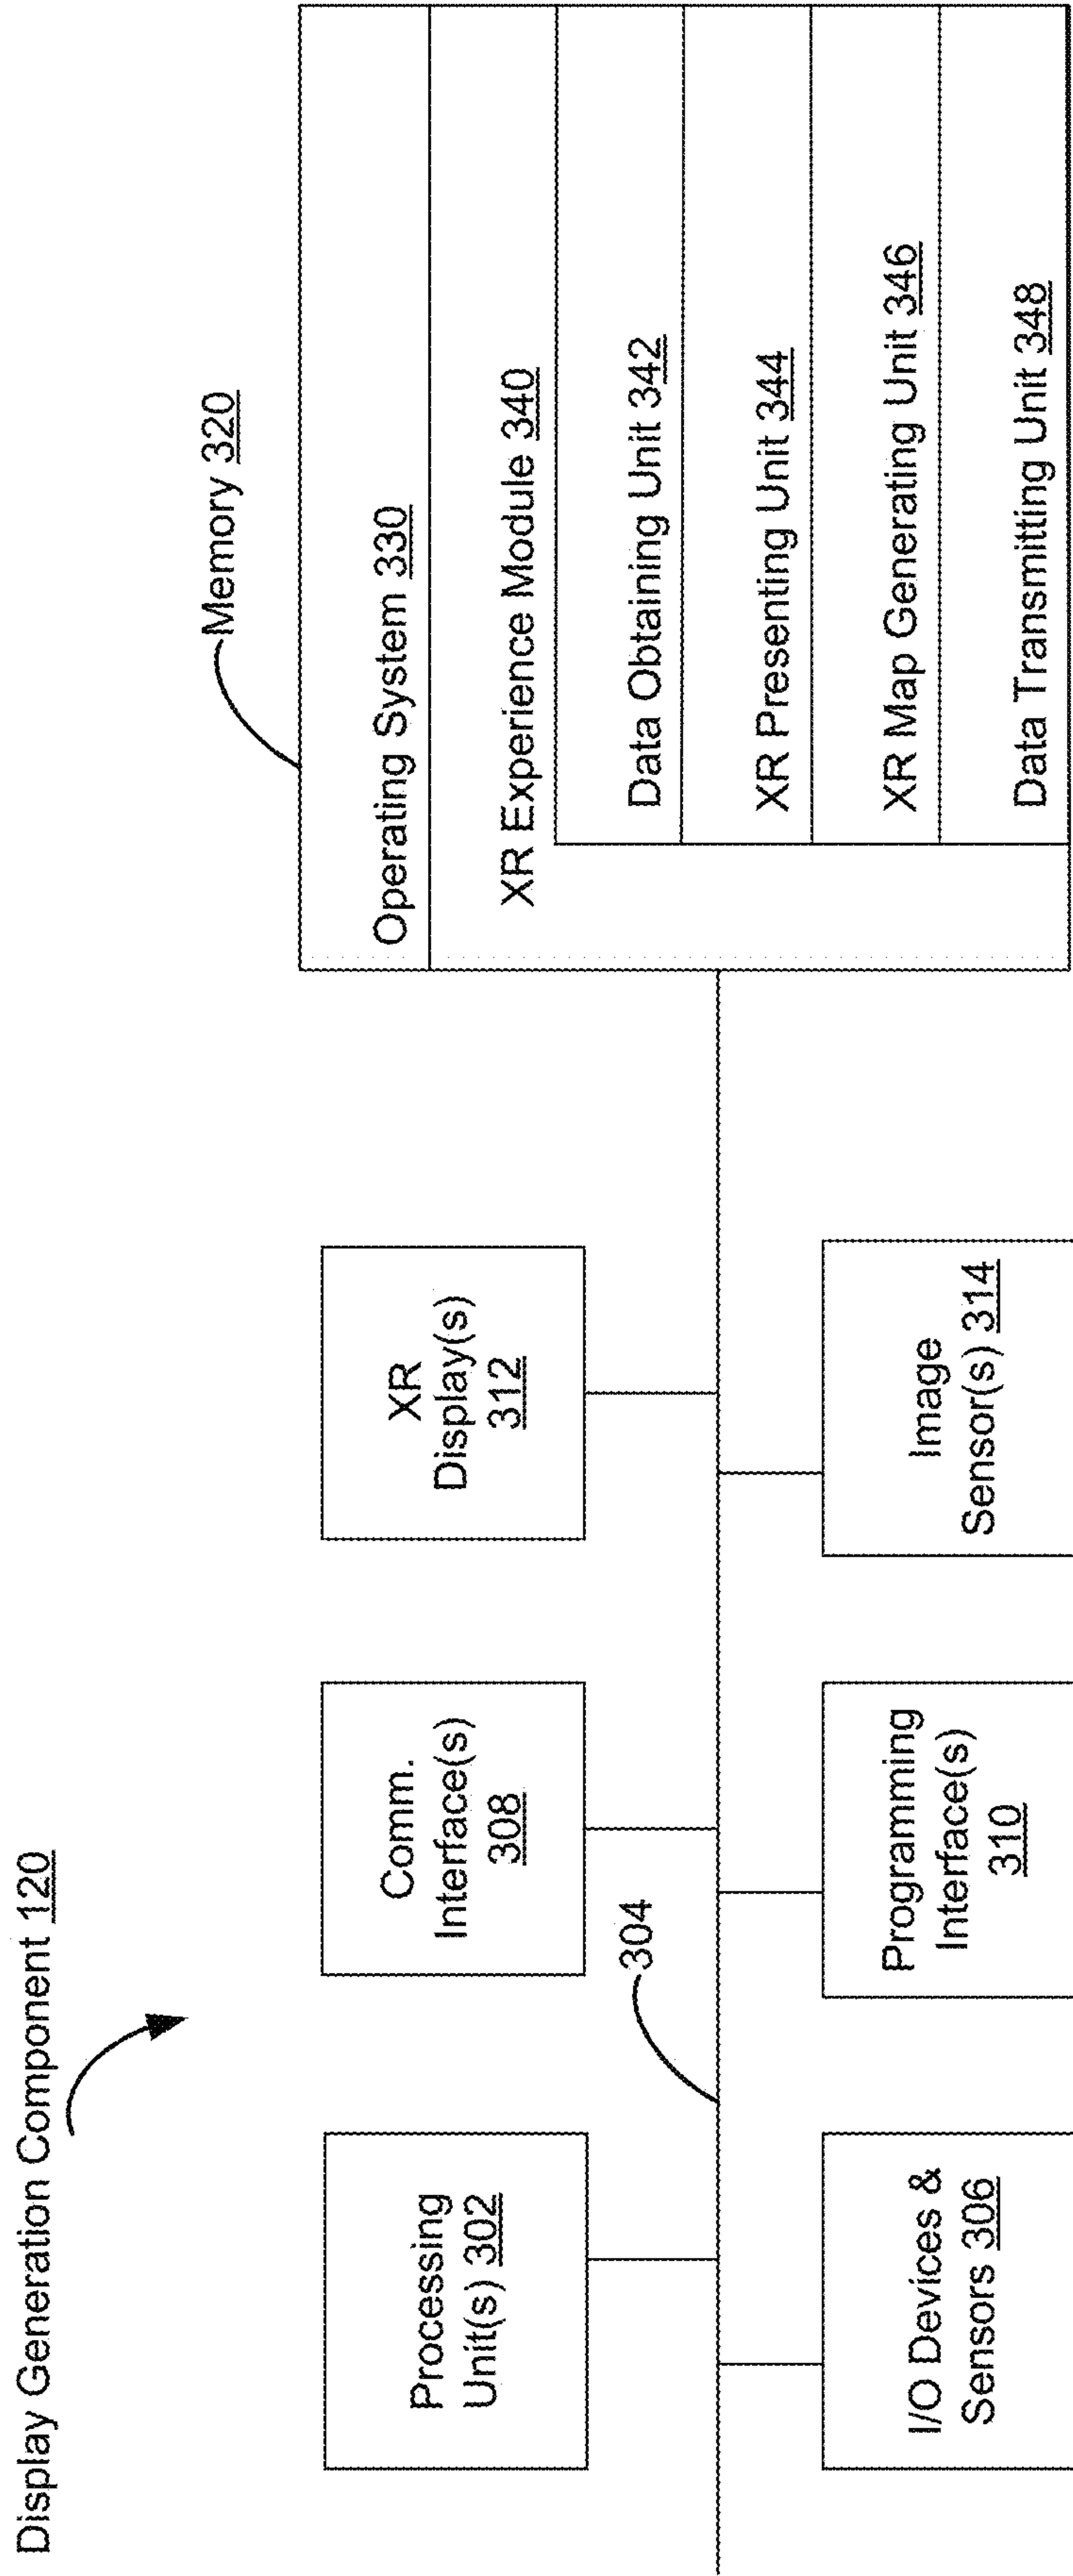 Display Generation Component 120
Processing
Unit(s) 302
Comm.
Interface(s)
308
XR
Display(s)
312
304
I/O Devices &
Sensors 306
Programming
Interface(s)
310
Image
Sensor(s) 314
Memory 320
Operating System 330
XR Experience Module 340
Data Obtaining Unit 342
XR Presenting Unit 344
XR Map Generating Unit 346
Data Transmitting Unit 348